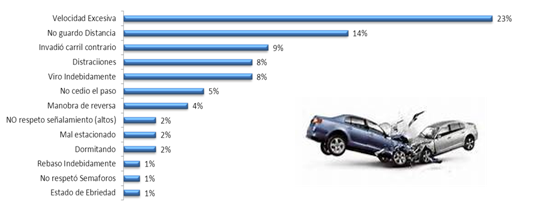 Velocidad Excesiva 23%
No guardo Distancia 14%
Invadió carril contrario 9%
Distraciiones 8%
Viro Indebidamente 8%
No cedio el paso 5%
Manobra de reversa 4%
NO respeto señalamiento (altos) 2%
Mal estacionado 2%
Dormitando 2%
Rebaso Indebidamente 1%
No respetó Semaforos 1%
Estado de Ebriedad 1%